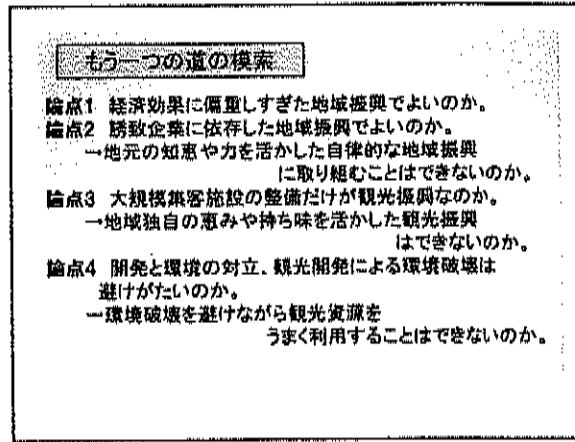 もう一つの道の模索
論点1 経済効果に偏重しすぎた地域振興でよいのか。
論点2 誘致企業に依存した地域振興でよいのか。
→地元の知恵や力を活かした自律的な地域振興
に取り組むことはできないのか。
論点3 大規模集客施設の整備だけが観光振興なのか。
→地域独自の恵みや持ち味を活かした観光振興
はできないのか。
論点4 開発と環境の対立、観光開発による環境破壊は
避けがたいのか。
→環境破壊を避けながら観光資源を
うまく利用することはできないのか。